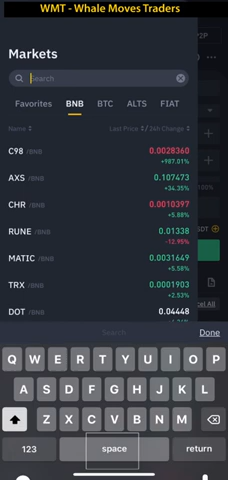 WMT - Whale Moves Traders
P2P
Markets
Search
Favorites BNB BTC ALTS FIAT
Name Last Price / 24h Change
C98 /BNB 0.0028360
+987.01%
AXS /BNB 0.107473
+34.35%
100%
CHR /BNB 0.0010397
+5.88%
RUNE /BNB 0.01338
-12.95%
MATIC /BNB 0.0031649
+5.58%
TRX /BNB 0.0001903
+2.53%
DOT /BNB 0.04448
Search Done
Q W E R T Y U I O P
A S D F G H J K L
Z X C V B N M
123 space return